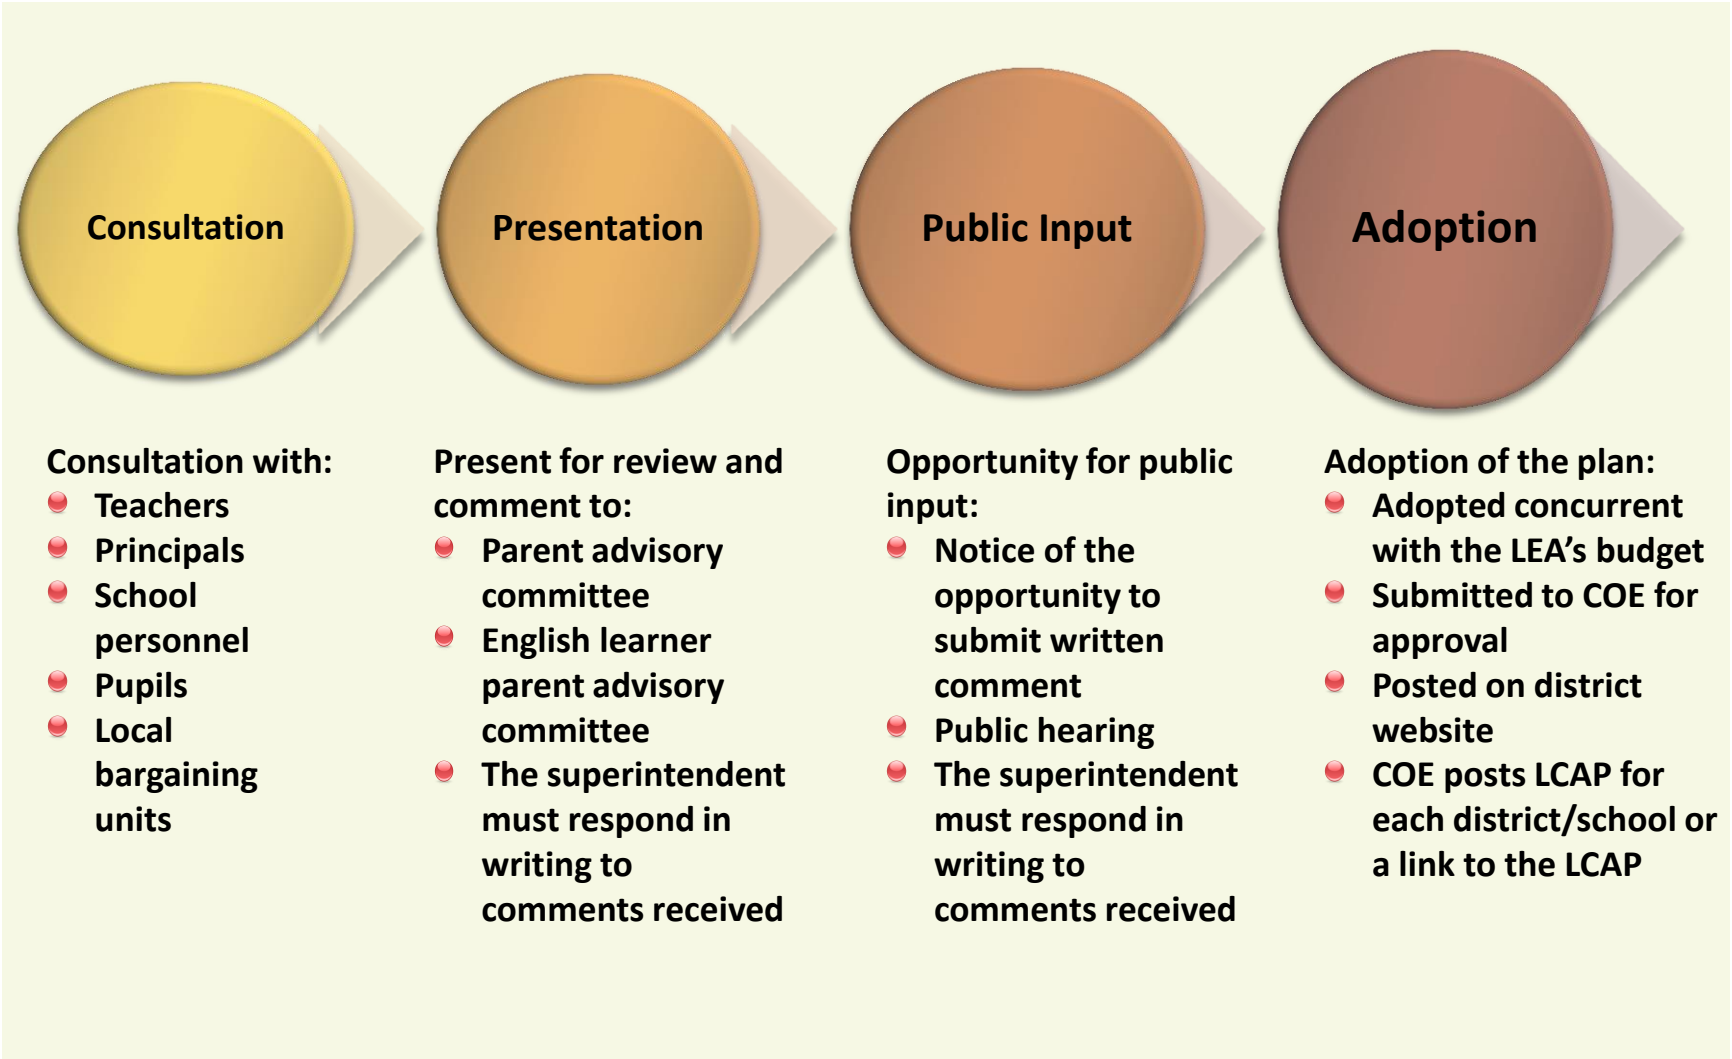 Consultation
Presentation
Public Input
Adoption
Consultation with:
Teachers
Principals
School
personnel
Pupils
Local
bargaining
units
Present for review and
comment to:
Parent advisory
committee
English learner
parent advisory
committee
The superintendent
must respond in
writing to
comments received
Opportunity for public
input:
Notice of the
opportunity to
submit written
comment
Public hearing
The superintendent
must respond in
writing to
comments received
Adoption of the plan:
Adopted concurrent
with the LEA’s budget
Submitted to COE for
approval
Posted on district
website
COE posts LCAP for
each district/school or
a link to the LCAP